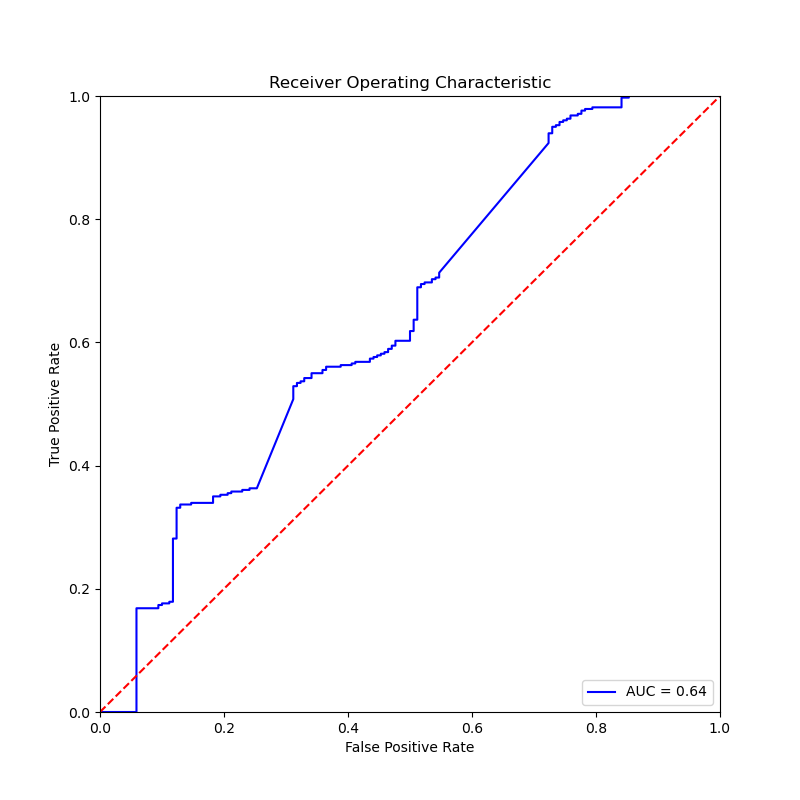 Receiver Operating Characteristic
1.0
0.8
0.6
0.4
0.2
0.0
True Positive Rate
AUC = 0.64
0.0 0.2 0.4 0.6 0.8 1.0
False Positive Rate